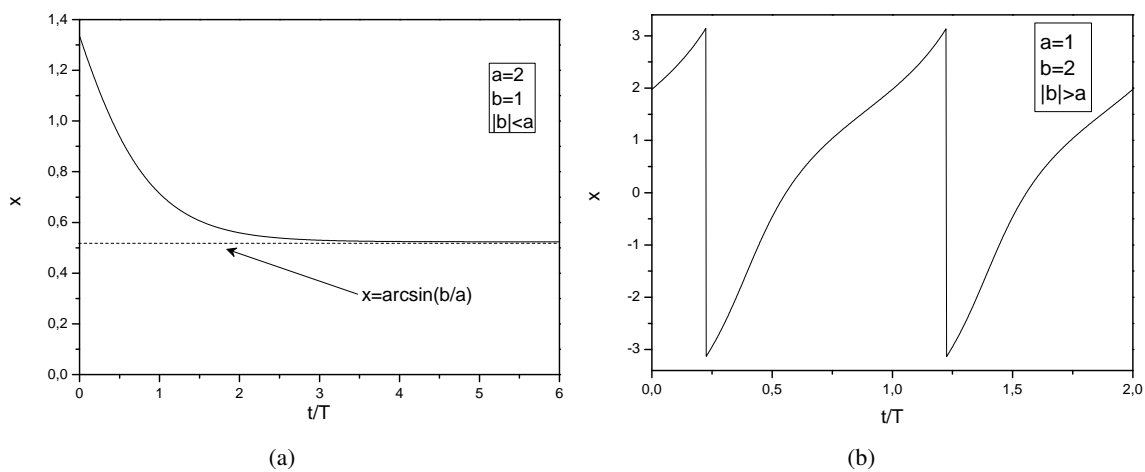 1,4
1,2
1,0
0,8
0,6
0,4
0,2
0,0
x
a=2
b=1
|b|<a
x=arcsin(b/a)
0 1 2 3 4 5 6
t/T
(a)
3
2
1
0
-1
-2
-3
x
a=1
b=2
|b|>a
0,0 0,5 1,0 1,5 2,0
t/T
(b)